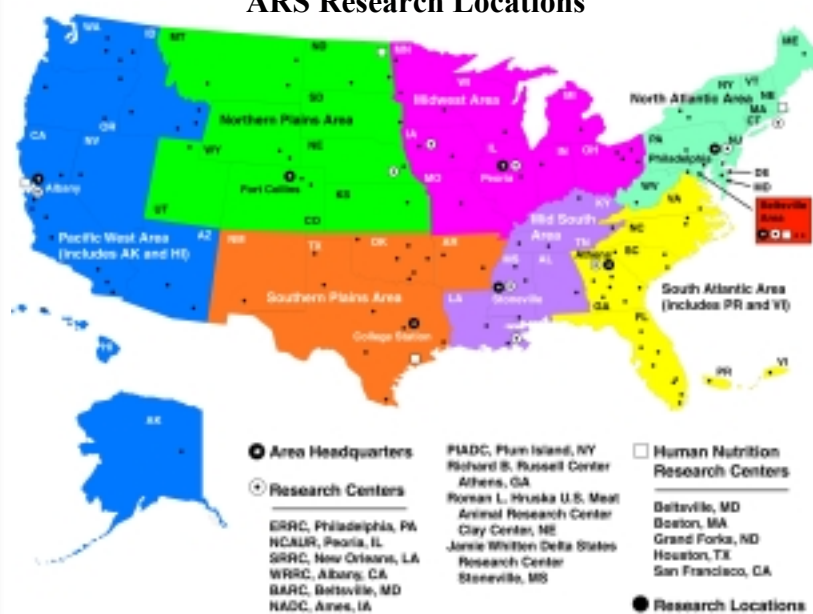 ARS Research Locations
WA
MT
ND
MN
ME
ID
WI
MI
NY
VT
NH
North Atlantic Area
MA
CT
Midwest Area
OR
SD
Northern Plains Area
CA
NV
IA
PA
NJ
WY
NE
IL
IN
OH
Philadelphia
DE
MD
Albany
Fort Collins
Peoria
MO
WV
KS
KY
VA
Beltsville
Area
UT
CO
Mid South
Area
NC
Pacific West Area
(includes AK and HI)
AZ
NM
TX
OK
AR
TN
SC
MS
AL
Athens
Southern Plains Area
LA
Stoneville
GA
South Atlantic Area
(includes PR and VI)
FL
College Station
HI
PR
VI
AK
Area Headquarters
Research Centers
ERRC, Philadelphia, PA
NCAUR, Peoria, IL
SRRC, New Orleans, LA
WRRC, Albany, CA
BARC, Beltsville, MD
NADC, Ames, IA
PIADC, Plum Island, NY
Richard B. Russell Center
Athens, GA
Roman L. Hruska U.S. Meat
Animal Research Center
Clay Center, NE
Jamie Whitten Delta States
Research Center
Stoneville, MS
Human Nutrition
Research Centers
Beltsville, MD
Boston, MA
Grand Forks, ND
Houston, TX
San Francisco, CA
Research Locations